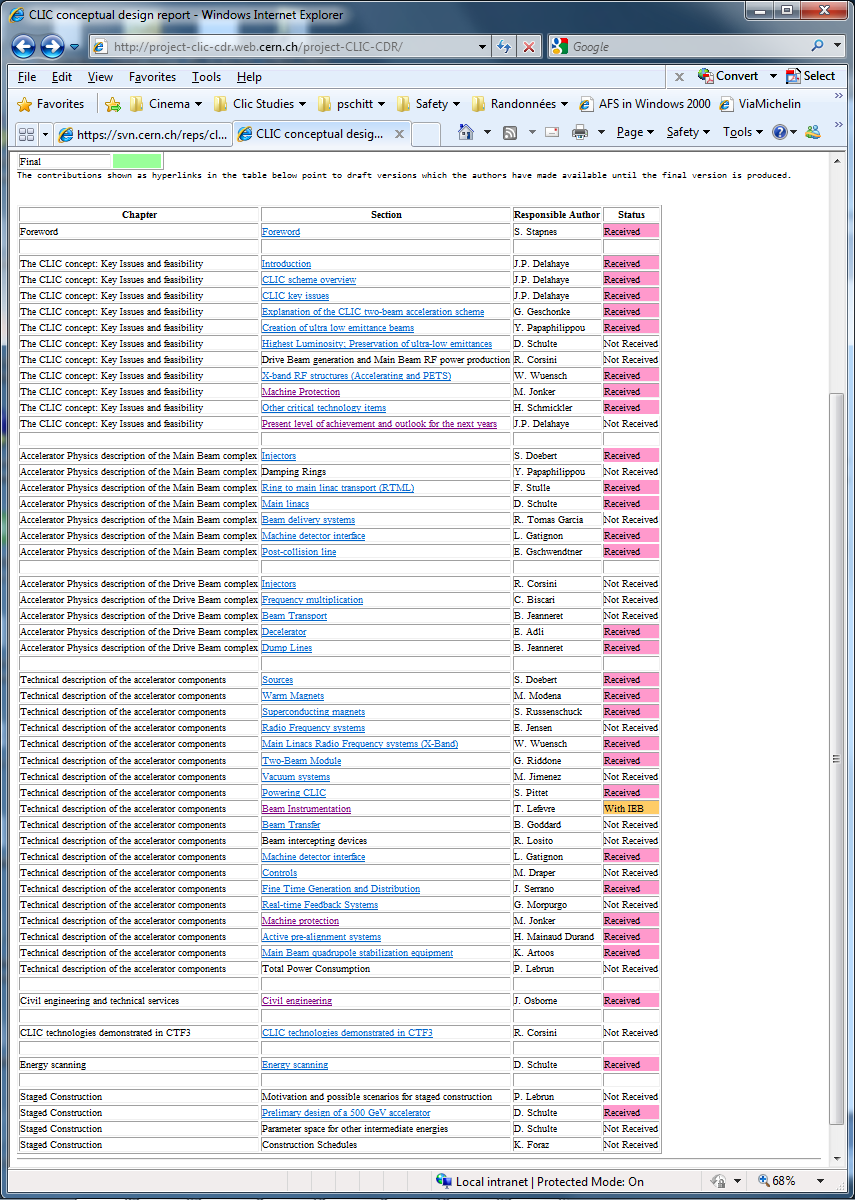 CLIC conceptual design report - Windows Internet Explorer
http://project-clic-cdr.web.cern.ch/project-CLIC-CDR/ Google
File Edit View Favorites Tools Help x Convert Select
Favorites Cinema Clic Studies pschitt Safety Randonnées AFS in Windows 2000 ViaMichelin »
https://svn.cern.ch/reps/cl... CLIC conceptual desig... x Page Safety Tools »
Final
The contributions shown as hyperlinks in the table below point to draft versions which the authors have made available until the final version is produced.
Chapter Section Responsible Author Status
Foreword Foreword S. Stapnes Received
The CLIC concept: Key Issues and feasibility Introduction J.P. Delahaye Received
The CLIC concept: Key Issues and feasibility CLIC scheme overview J.P. Delahaye Received
The CLIC concept: Key Issues and feasibility CLIC key issues J.P. Delahaye Received
The CLIC concept: Key Issues and feasibility Explanation of the CLIC two-beam acceleration scheme G. Geschonke Received
The CLIC concept: Key Issues and feasibility Creation of ultra low emittance beams Y. Papaphilippou Received
The CLIC concept: Key Issues and feasibility Highest Luminosity; Preservation of ultra-low emittances D. Schulte Not Received
The CLIC concept: Key Issues and feasibility Drive Beam generation and Main Beam RF power production R. Corsini Not Received
The CLIC concept: Key Issues and feasibility X-band RF structures (Accelerating and PETS) W. Wuensch Received
The CLIC concept: Key Issues and feasibility Machine Protection M. Jonker Received
The CLIC concept: Key Issues and feasibility Other critical technology items H. Schmickler Received
The CLIC concept: Key Issues and feasibility Present level of achievement and outlook for the next years J.P. Delahaye Not Received
Accelerator Physics description of the Main Beam complex Injectors S. Doebert Received
Accelerator Physics description of the Main Beam complex Damping Rings Y. Papaphilippou Not Received
Accelerator Physics description of the Main Beam complex Ring to main linac transport (RTML) F. Stulle Received
Accelerator Physics description of the Main Beam complex Main linacs D. Schulte Received
Accelerator Physics description of the Main Beam complex Beam delivery systems R. Tomas Garcia Not Received
Accelerator Physics description of the Main Beam complex Machine detector interface L. Gatignon Received
Accelerator Physics description of the Main Beam complex Post-collision line E. Gschwendtner Received
Accelerator Physics description of the Drive Beam complex Injectors R. Corsini Not Received
Accelerator Physics description of the Drive Beam complex Frequency multiplication C. Biscari Not Received
Accelerator Physics description of the Drive Beam complex Beam Transport B. Jeanneret Not Received
Accelerator Physics description of the Drive Beam complex Decelerator E. Adli Received
Accelerator Physics description of the Drive Beam complex Dump Lines B. Jeanneret Received
Technical description of the accelerator components Sources S. Doebert Received
Technical description of the accelerator components Warm Magnets M. Modena Received
Technical description of the accelerator components Superconducting magnets S. Russenschuck Received
Technical description of the accelerator components Radio Frequency systems E. Jensen Not Received
Technical description of the accelerator components Main Linacs Radio Frequency systems (X-Band) W. Wuensch Received
Technical description of the accelerator components Two-Beam Module G. Riddone Received
Technical description of the accelerator components Vacuum systems M. Jimenez Not Received
Technical description of the accelerator components Powering CLIC S. Pittet Received
Technical description of the accelerator components Beam Instrumentation T. Lefevre With IEB
Technical description of the accelerator components Beam Transfer B. Goddard Not Received
Technical description of the accelerator components Beam intercepting devices R. Losito Not Received
Technical description of the accelerator components Machine detector interface L. Gatignon Received
Technical description of the accelerator components Controls M. Draper Not Received
Technical description of the accelerator components Fine Time Generation and Distribution J. Serrano Received
Technical description of the accelerator components Real-time Feedback Systems G. Morpurgo Not Received
Technical description of the accelerator components Machine protection M. Jonker Received
Technical description of the accelerator components Active pre-alignment systems H. Mainaud Durand Received
Technical description of the accelerator components Main Beam quadrupole stabilization equipment K. Artoos Received
Technical description of the accelerator components Total Power Consumption P. Lebrun Not Received
Civil engineering and technical services Civil engineering J. Osborne Received
CLIC technologies demonstrated in CTF3 CLIC technologies demonstrated in CTF3 R. Corsini Not Received
Energy scanning Energy scanning D. Schulte Received
Staged Construction Motivation and possible scenarios for staged construction P. Lebrun Not Received
Staged Construction Prelimary design of a 500 GeV accelerator D. Schulte Received
Staged Construction Parameter space for other intermediate energies D. Schulte Not Received
Staged Construction Construction Schedules K. Foraz Not Received
Local intranet | Protected Mode: On 68%